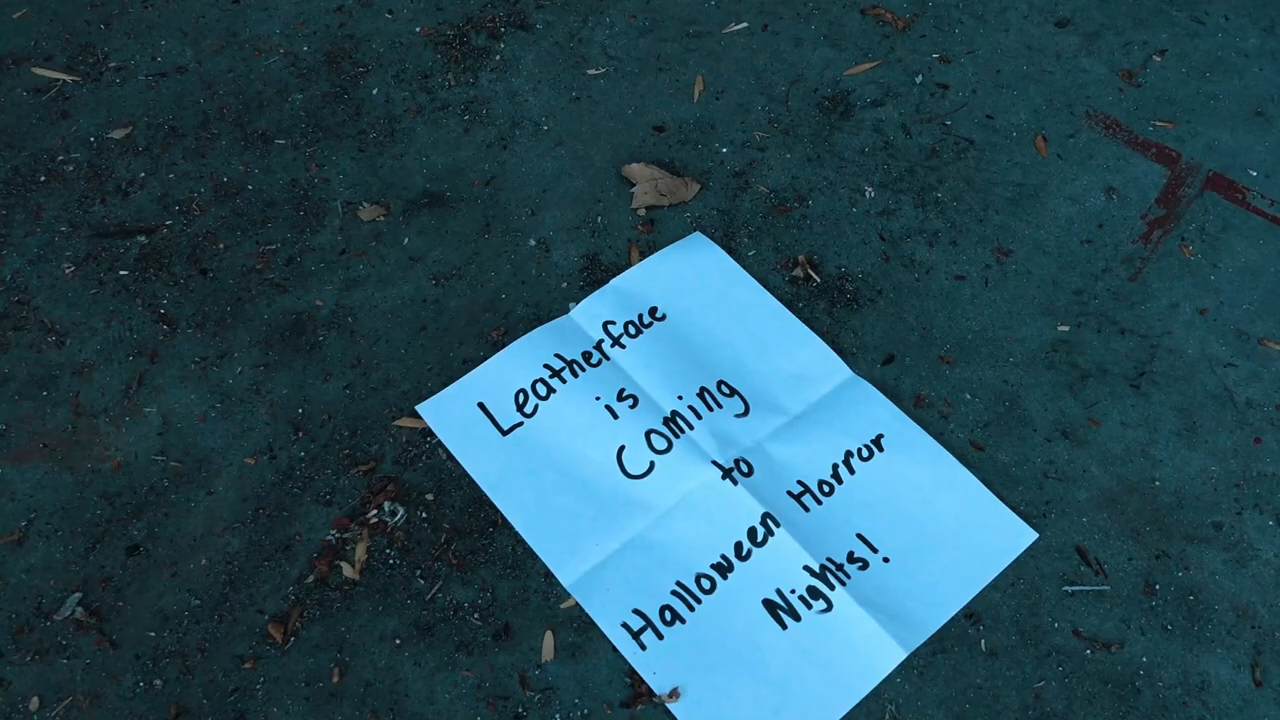 Leatherface
is
Coming
to
Halloween Horror
Nights!